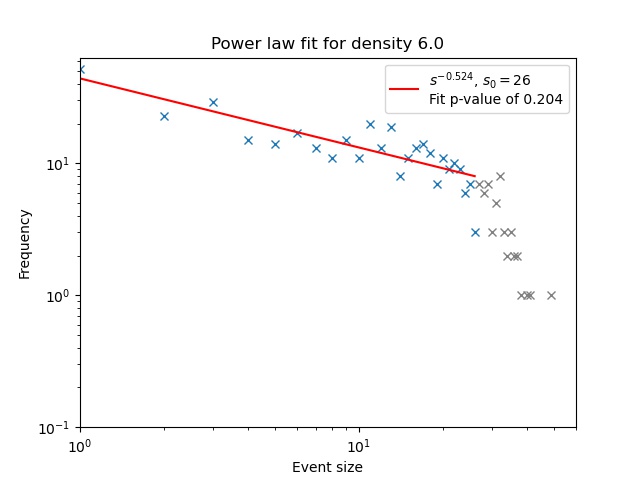 Power law fit for density 6.0
s^{-0.524}, s_0 = 26
Fit p-value of 0.204
Frequency
10^1
10^0
10^{-1}
10^0
10^1
Event size